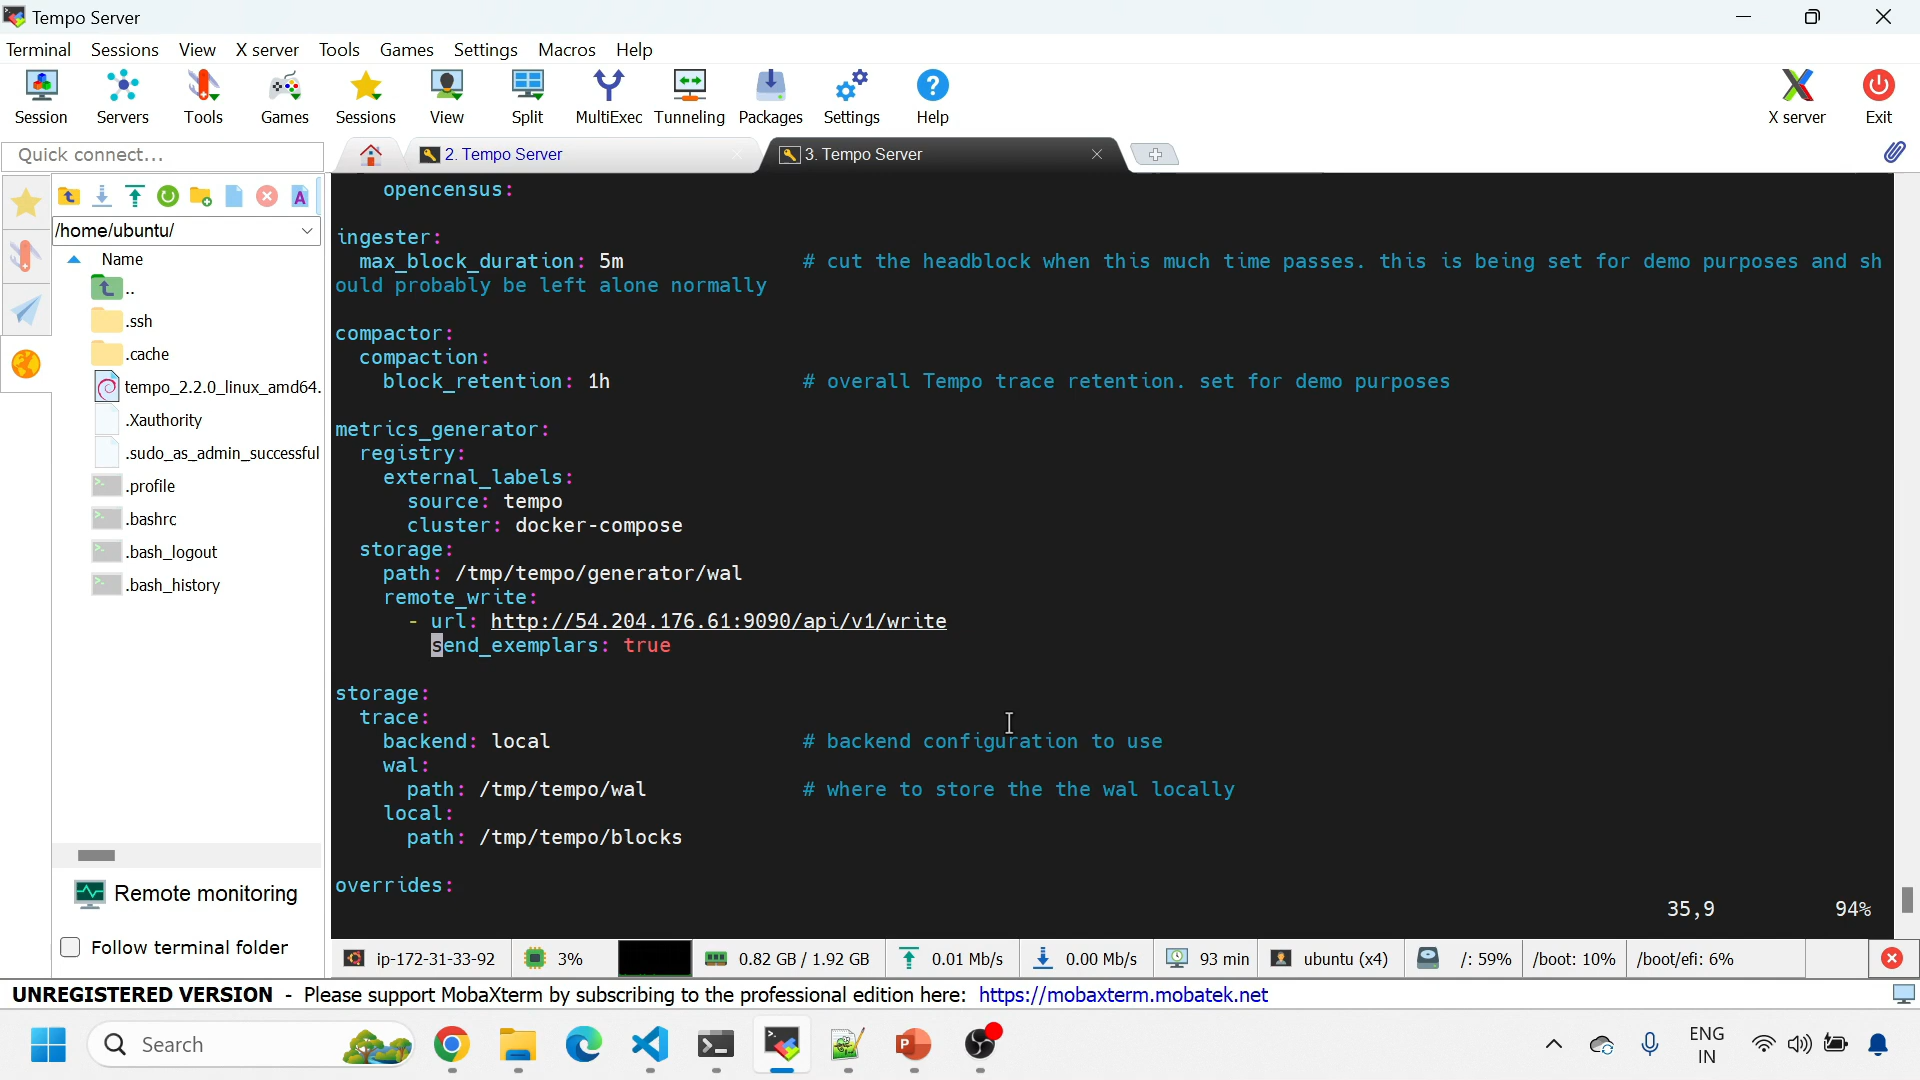 Tempo Server
Terminal Sessions View X server Tools Games Settings Macros Help
Session Servers Tools Games Sessions View Split MultiExec Tunneling Packages Settings Help X server Exit
Quick connect...
2. Tempo Server
3. Tempo Server
/home/ubuntu/
Name
..
.ssh
.cache
tempo_2.2.0_linux_amd64.
.Xauthority
.sudo_as_admin_successful
.profile
.bashrc
.bash_logout
.bash_history
Remote monitoring
Follow terminal folder
opencensus:
ingester:
max_block_duration: 5m # cut the headblock when this much time passes. this is being set for demo purposes and sh
ould probably be left alone normally
compactor:
compaction:
block_retention: 1h # overall Tempo trace retention. set for demo purposes
metrics_generator:
registry:
external_labels:
source: tempo
cluster: docker-compose
storage:
path: /tmp/tempo/generator/wal
remote_write:
- url: http://54.204.176.61:9090/api/v1/write
send_exemplars: true
storage:
trace:
backend: local # backend configuration to use
wal:
path: /tmp/tempo/wal # where to store the the wal locally
local:
path: /tmp/tempo/blocks
overrides:
35,9 94%
ip-172-31-33-92 3% 0.82 GB / 1.92 GB 0.01 Mb/s 0.00 Mb/s 93 min ubuntu (x4) /: 59% /boot: 10% /boot/efi: 6%
UNREGISTERED VERSION - Please support MobaXterm by subscribing to the professional edition here: https://mobaxterm.mobatek.net
Search
ENG
IN